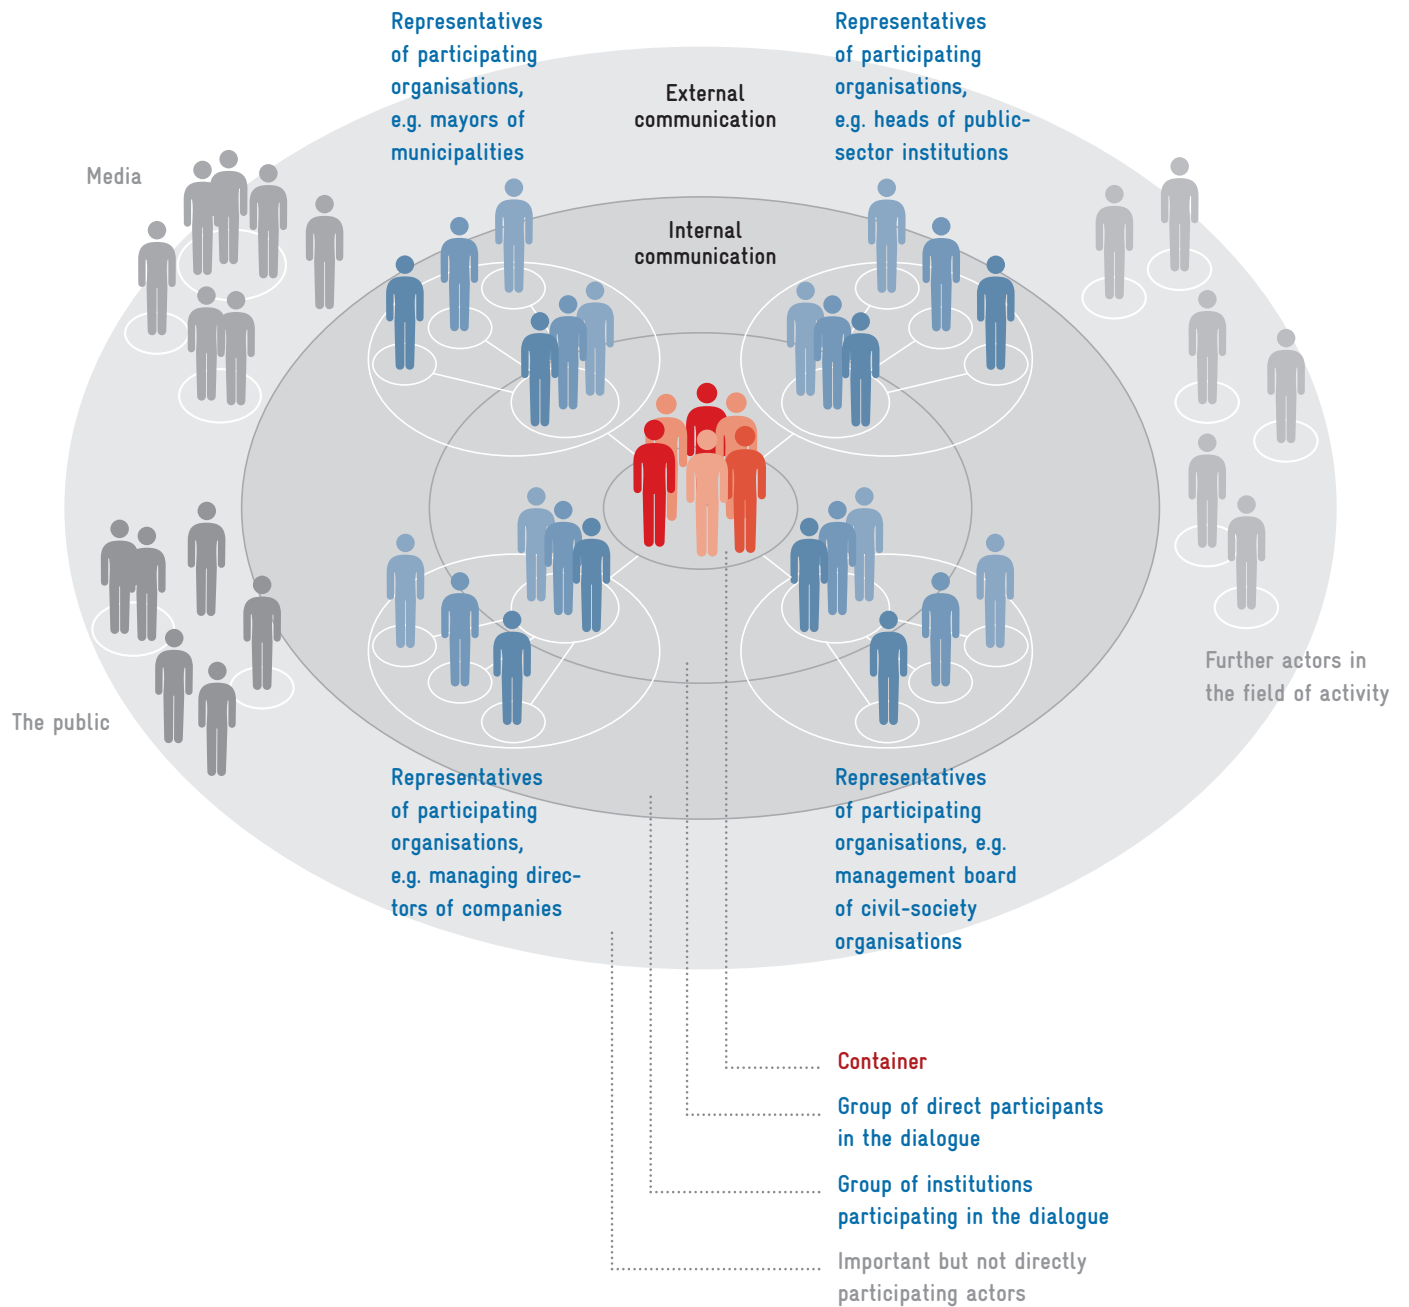 Representatives
of participating
organisations,
e.g. mayors of
municipalities
Representatives
of participating
organisations,
e.g. heads of public-
sector institutions
External
communication
Media
Internal
communication
The public
Further actors in
the field of activity
Representatives
of participating
organisations,
e.g. managing direc-
tors of companies
Representatives
of participating
organisations, e.g.
management board
of civil-society
organisations
Container
Group of direct participants
in the dialogue
Group of institutions
participating in the dialogue
Important but not directly
participating actors